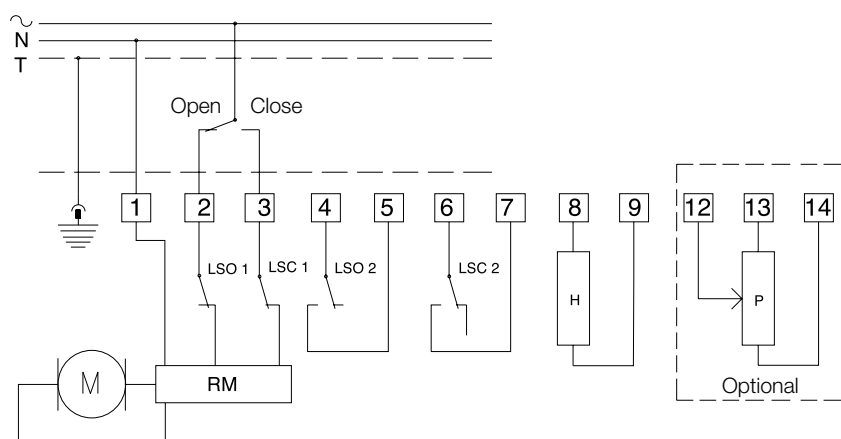 ~
N
T
Open Close
1 2 3 4 5 6 7 8 9 12 13 14
LSO 1 LSC 1 LSO 2 LSC 2
H P
M RM
Optional